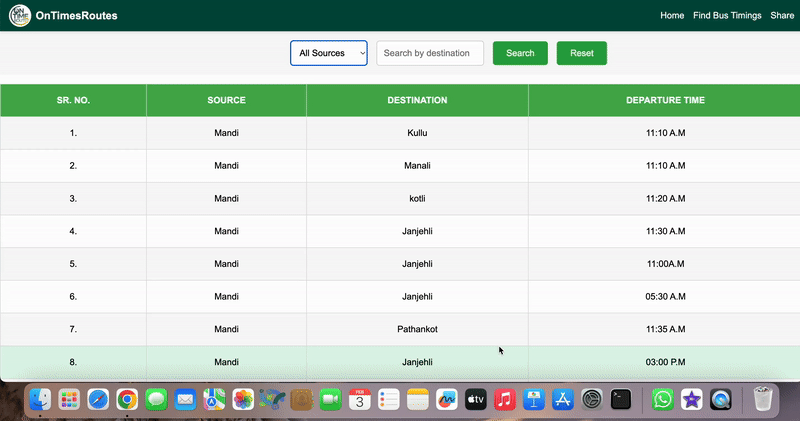 ON TIME
OnTimesRoutes Home Find Bus Timings Share
All Sources Search by destination Search Reset
SR. NO. SOURCE DESTINATION DEPARTURE TIME
1. Mandi Kullu 11:10 A.M
2. Mandi Manali 11:10 A.M
3. Mandi kotli 11:20 A.M
4. Mandi Janjehli 11:30 A.M
5. Mandi Janjehli 11:00A.M
6. Mandi Janjehli 05:30 A.M
7. Mandi Pathankot 11:35 A.M
8. Mandi Janjehli 03:00 P.M
FEB
3
tv